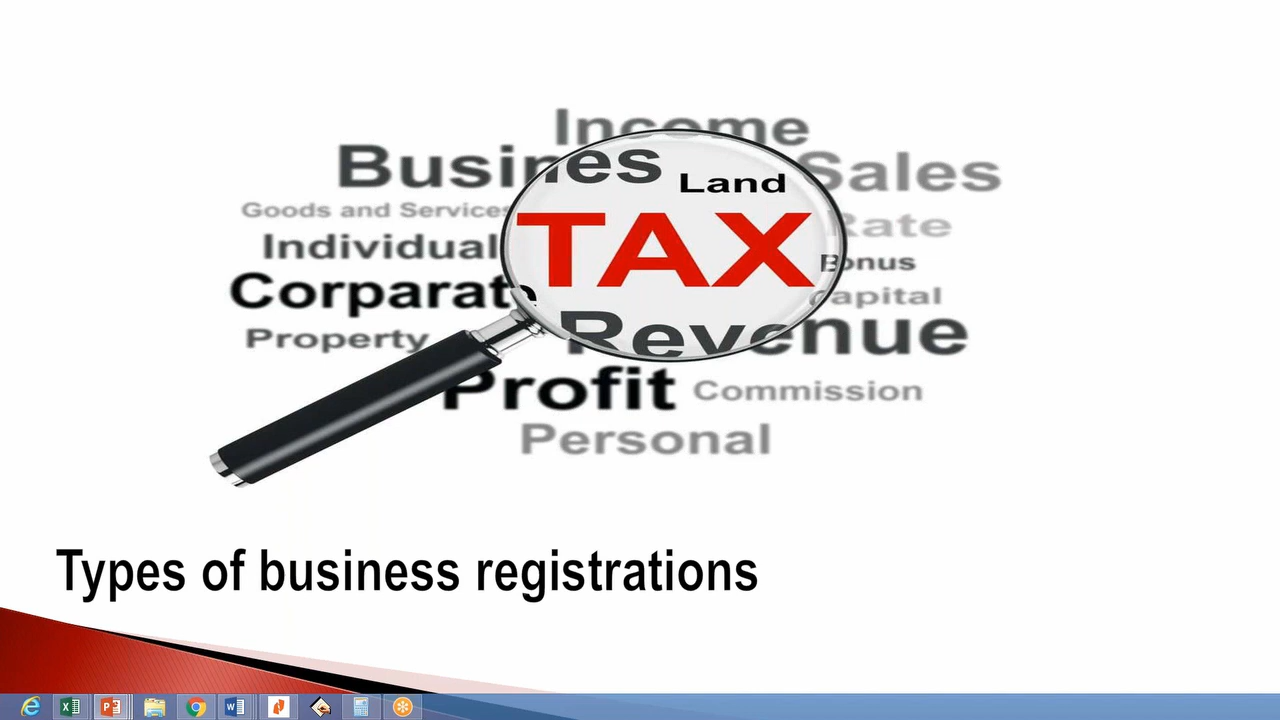 Income
Busines
Land
Sales
Goods and Services
TAX
Rate
Individual
Bonus
Corparate
capital
Property
Revenue
Profit
Commission
Personal
Types of business registrations